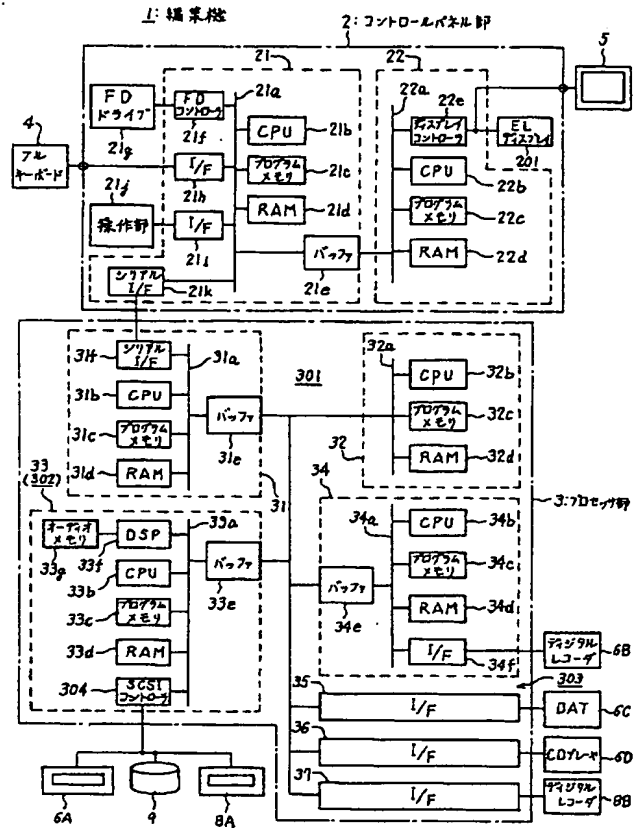 1: 編集機
2: コントロールパネル部
5
21
22
FD
ドライブ
21g
FD
コントローラ
21f
21a
CPU
21b
22a
22e
ディスプレイ
コントローラ
EL
ディスプレイ
201
4
フル
キーボード
I/F
21h
プログラム
メモリ
21c
CPU
22b
21j
操作部
I/F
21i
RAM
21d
プログラム
メモリ
22c
バッファ
21e
RAM
22d
シリアル
I/F
21k
31f
シリアル
I/F
31a
301
32a
CPU
32b
31b
CPU
プログラム
メモリ
32c
31c
プログラム
メモリ
バッファ
31e
31d
RAM
32
RAM
32d
31
33
(302)
34
3: プロセッサ部
オーディオ
メモリ
33g
DSP
33f
33a
34a
CPU
34b
33b
CPU
バッファ
33e
プログラム
メモリ
34c
33c
プログラム
メモリ
バッファ
34e
RAM
34d
33d
RAM
I/F
34f
ディジタル
レコーダ
6B
304
SCSI
コントローラ
35
I/F
303
DAT
6C
36
I/F
CDプレーヤ
6D
37
I/F
ディジタル
レコーダ
8B
6A
9
8A